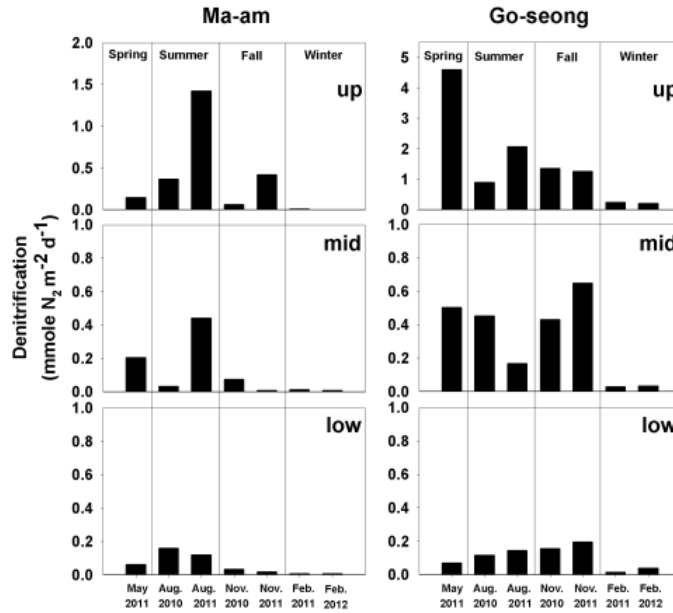 Ma-am
Go-seong
Denitrification
(mmole N₂ m⁻² d⁻¹)
2.0
1.5
1.0
0.5
0.0
Spring
Summer
Fall
Winter
up
5
4
3
2
1
0
Spring
Summer
Fall
Winter
up
1.0
0.8
0.6
0.4
0.2
0.0
mid
1.0
0.8
0.6
0.4
0.2
0.0
mid
1.0
0.8
0.6
0.4
0.2
0.0
low
1.0
0.8
0.6
0.4
0.2
0.0
low
May Aug. Aug. Nov. Nov. Feb. Feb.
2011 2010 2011 2010 2011 2011 2012
May Aug. Aug. Nov. Nov. Feb. Feb.
2011 2010 2011 2010 2011 2011 2012